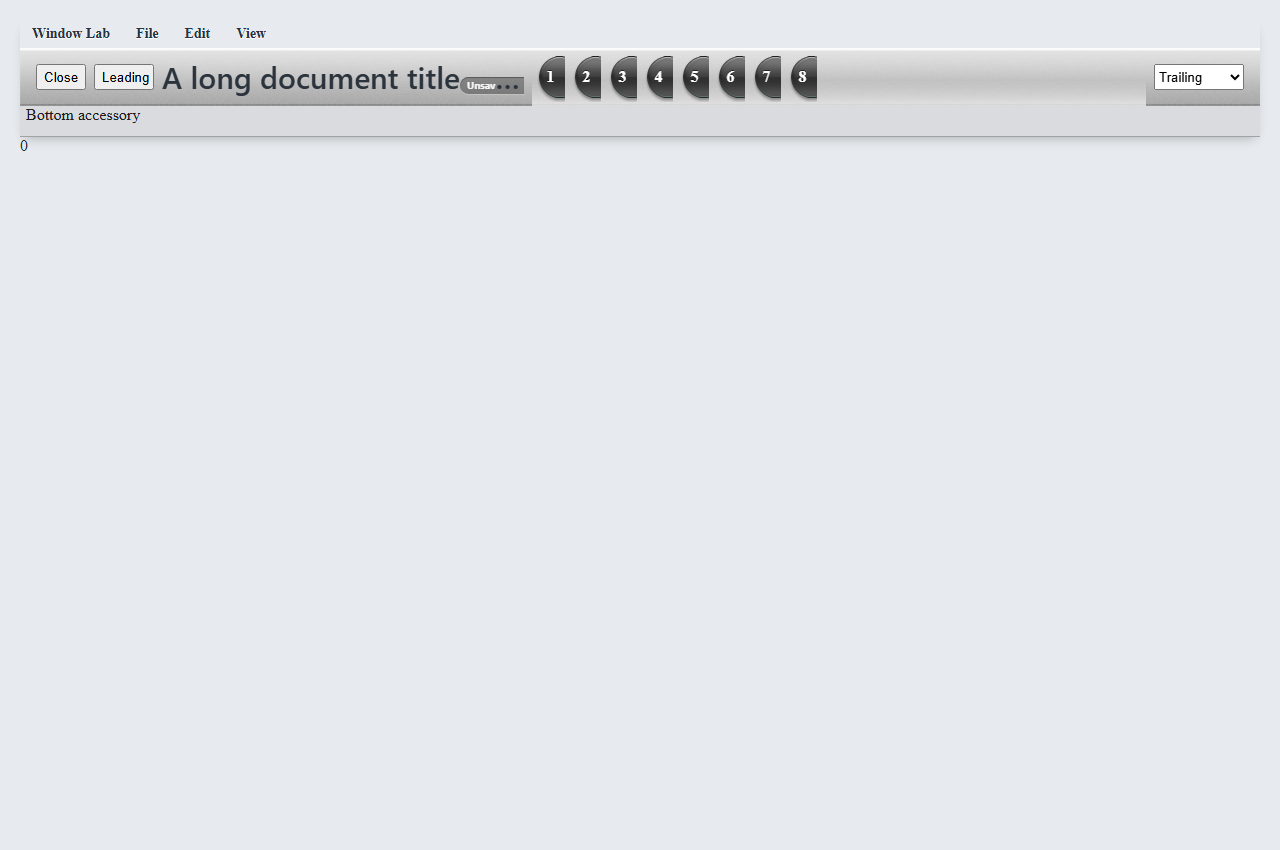 Window Lab File Edit View
Close Leading A long document title Unsav••• 1 2 3 4 5 6 7 8 Trailing
Bottom accessory
0